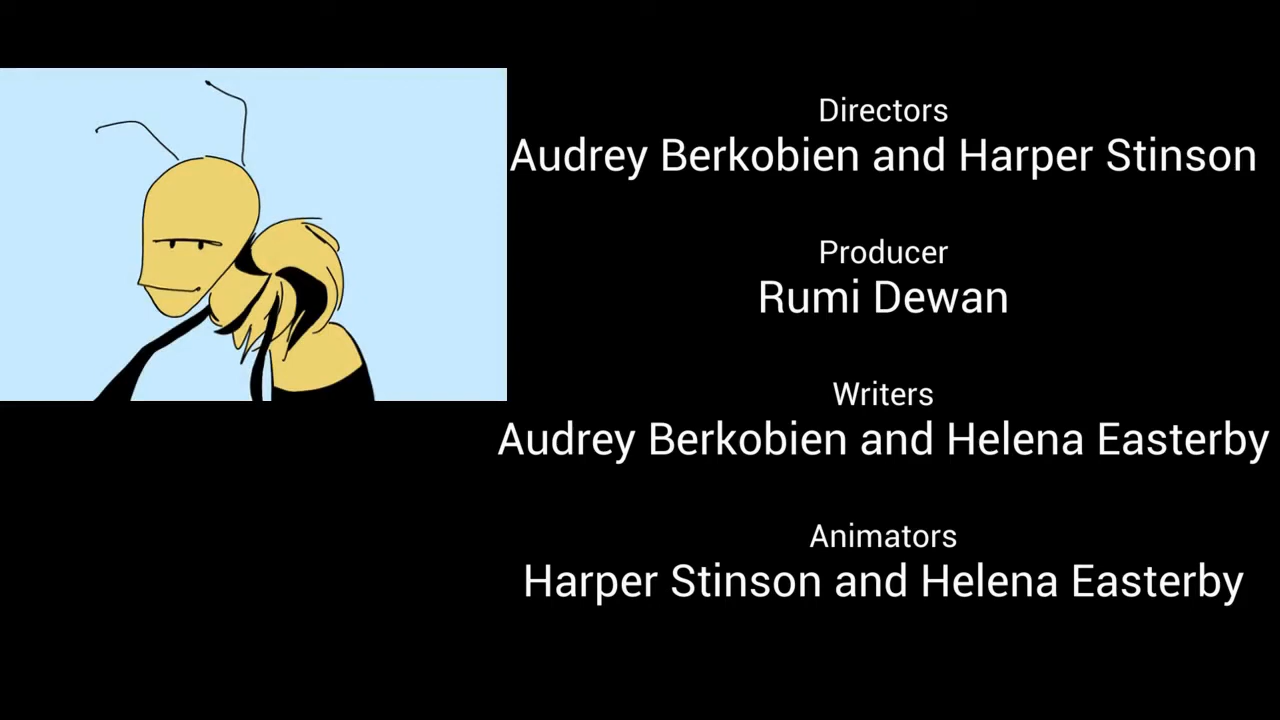 Directors
Audrey Berkobien and Harper Stinson
Producer
Rumi Dewan
Writers
Audrey Berkobien and Helena Easterby
Animators
Harper Stinson and Helena Easterby